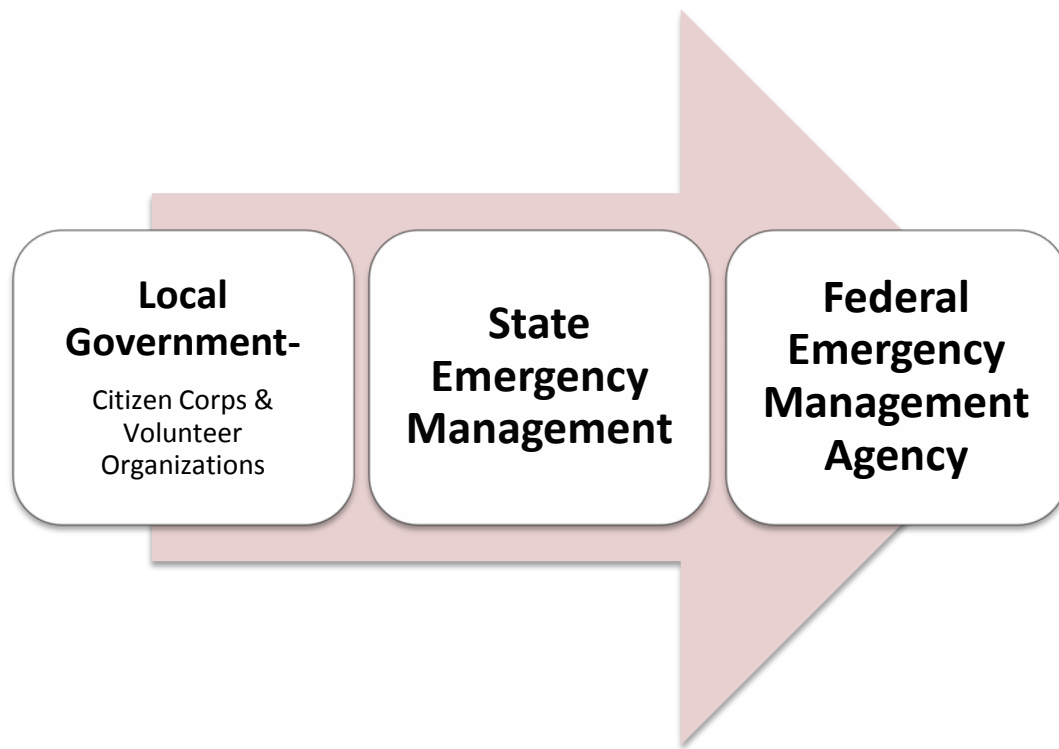 Local
Government-
Citizen Corps &
Volunteer
Organizations
State
Emergency
Management
Federal
Emergency
Management
Agency